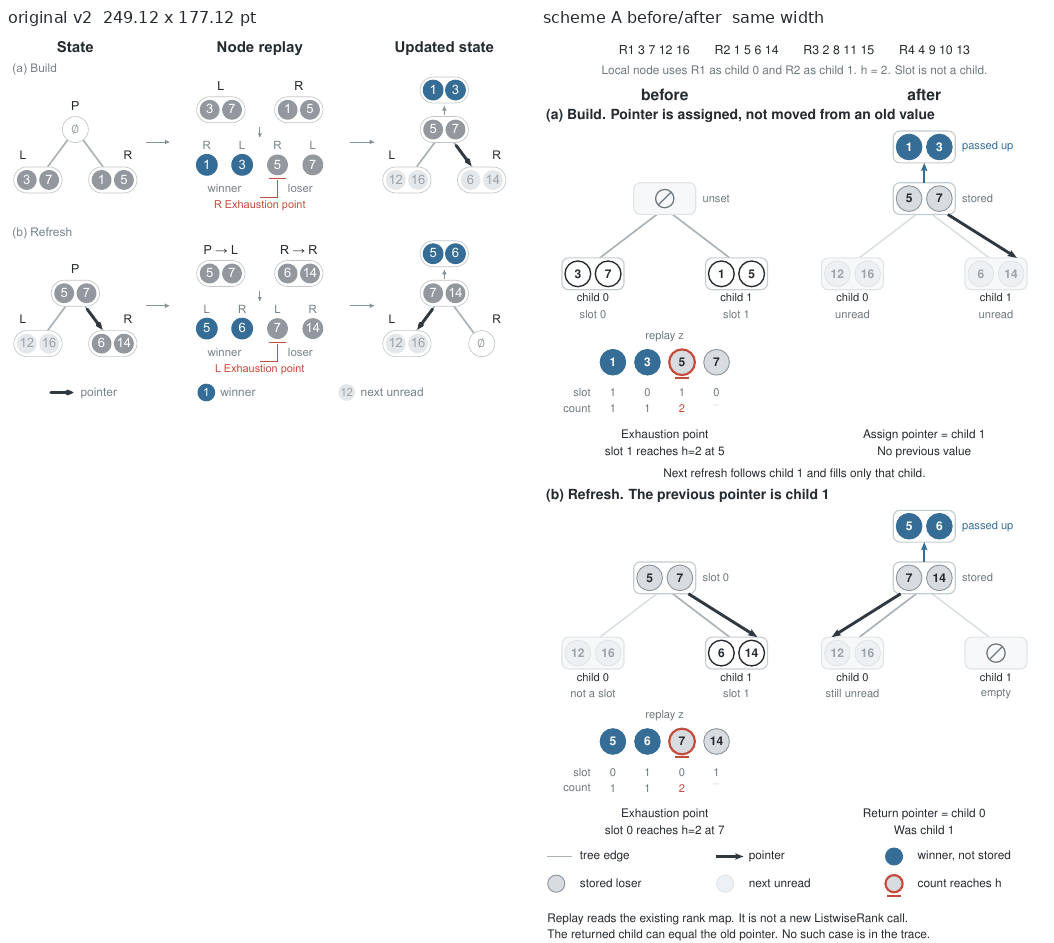 original v2  249.12 x 177.12 pt
State Node replay Updated state
(a) Build
P L R
∅
3 7 1 5
1 3
5 7
L R
R L R L
L R
3 7 1 5
1 3 5 7
12 16 6 14
winner loser
R Exhaustion point
(b) Refresh
P P → L R → R
5 7
5 7 6 14
5 6
7 14
L R
L R L R
L R
12 16 6 14
5 6 7 14
12 16 ∅
winner loser
L Exhaustion point
pointer
1 winner
12 next unread
scheme A before/after  same width
R1 3 7 12 16 R2 1 5 6 14 R3 2 8 11 15 R4 4 9 10 13
Local node uses R1 as child 0 and R2 as child 1. h = 2. Slot is not a child.
before after
(a) Build. Pointer is assigned, not moved from an old value
1 3 passed up
unset
5 7 stored
3 7 1 5 12 16 6 14
child 0 child 1 child 0 child 1
slot 0 slot 1 unread unread
replay z
1 3 5 7
slot 1 0 1 0
count 1 1 2 –
Exhaustion point Assign pointer = child 1
slot 1 reaches h=2 at 5 No previous value
Next refresh follows child 1 and fills only that child.
(b) Refresh. The previous pointer is child 1
5 6 passed up
5 7 slot 0
7 14 stored
12 16 6 14 12 16
child 0 child 1 child 0 child 1
not a slot slot 1 still unread empty
replay z
5 6 7 14
slot 0 1 0 1
count 1 1 2 –
Exhaustion point Return pointer = child 0
slot 0 reaches h=2 at 7 Was child 1
tree edge pointer winner, not stored
stored loser next unread count reaches h
Replay reads the existing rank map. It is not a new ListwiseRank call.
The returned child can equal the old pointer. No such case is in the trace.